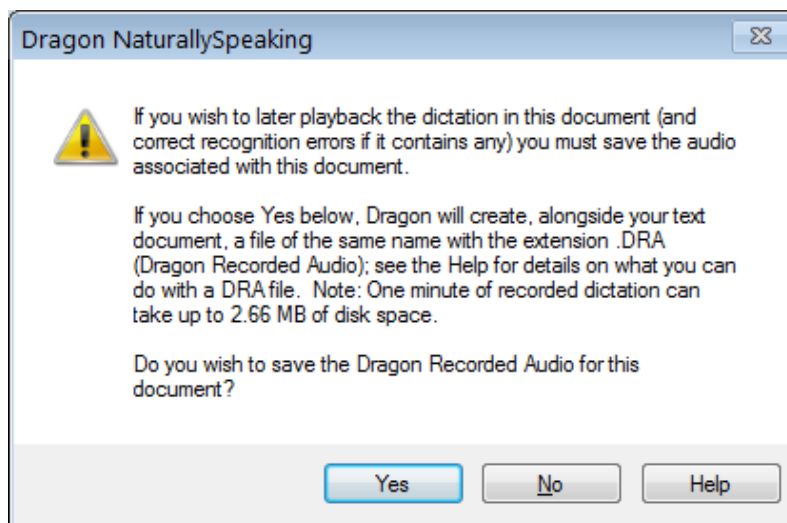 Dragon NaturallySpeaking
If you wish to later playback the dictation in this document (and
correct recognition errors if it contains any) you must save the audio
associated with this document.
If you choose Yes below, Dragon will create, alongside your text
document, a file of the same name with the extension .DRA
(Dragon Recorded Audio); see the Help for details on what you can
do with a DRA file.  Note: One minute of recorded dictation can
take up to 2.66 MB of disk space.
Do you wish to save the Dragon Recorded Audio for this
document?
Yes
No
Help